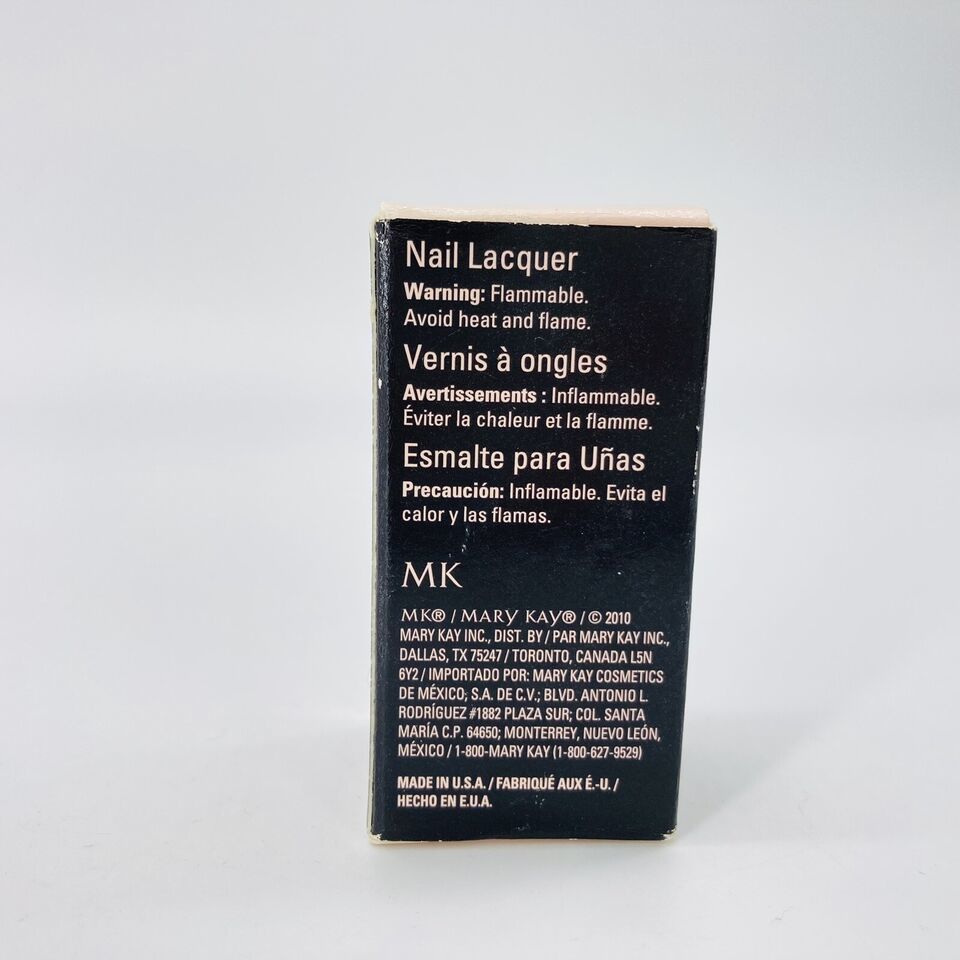 Nail Lacquer
Warning: Flammable.
Avoid heat and flame.
Vernis à ongles
Avertissements : Inflammable.
Éviter la chaleur et la flamme.
Esmalte para Uñas
Precaución: Inflamable. Evita el
calor y las flamas.
MK
MK® / MARY KAY® / © 2010
MARY KAY INC., DIST. BY / PAR MARY KAY INC.,
DALLAS, TX 75247 / TORONTO, CANADA L5N
6Y2 / IMPORTADO POR: MARY KAY COSMETICS
DE MÉXICO; S.A. DE C.V.; BLVD. ANTONIO L.
RODRÍGUEZ #1882 PLAZA SUR; COL. SANTA
MARÍA C.P. 64650; MONTERREY, NUEVO LEÓN,
MÉXICO / 1-800-MARY KAY (1-800-627-9529)
MADE IN U.S.A. / FABRIQUÉ AUX É.-U. /
HECHO EN E.U.A.